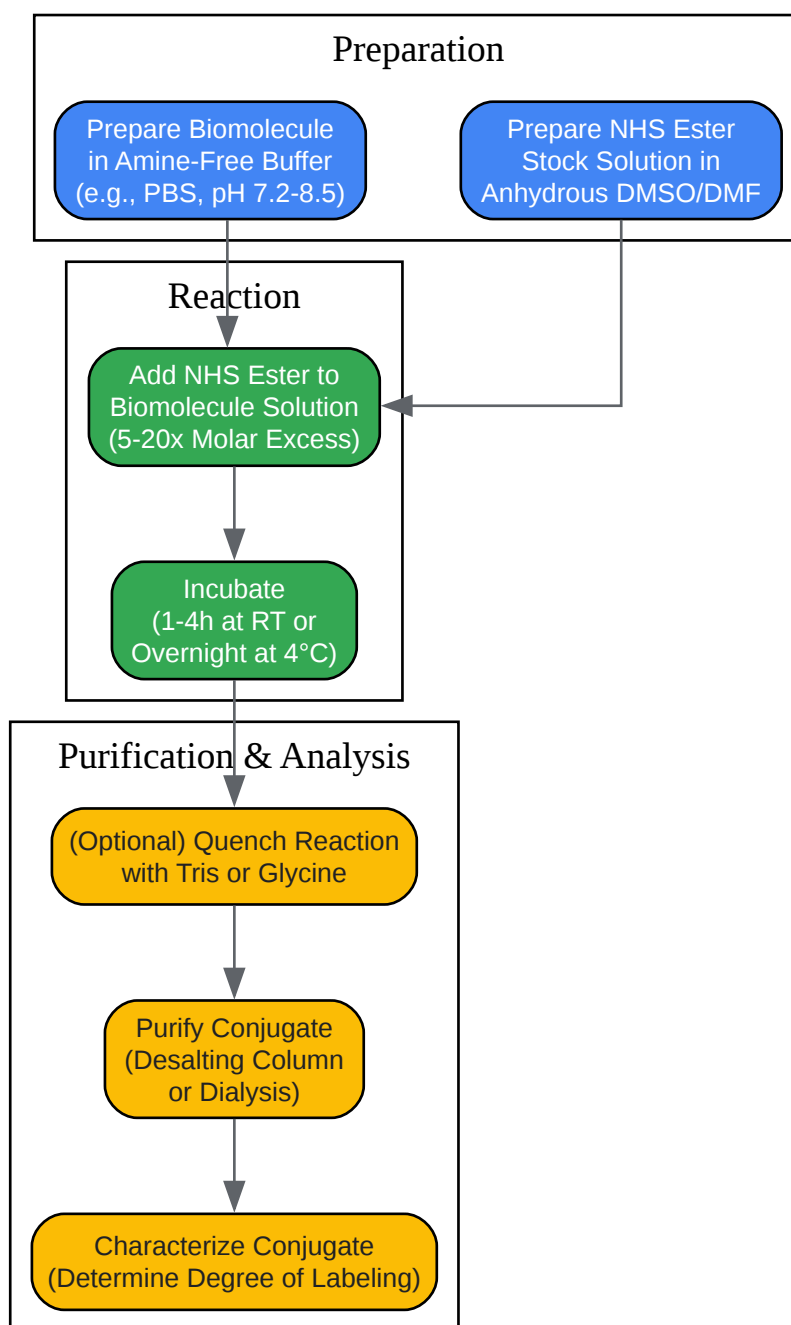 Preparation
Prepare Biomolecule
in Amine-Free Buffer
(e.g., PBS, pH 7.2-8.5)
Prepare NHS Ester
Stock Solution in
Anhydrous DMSO/DMF
Reaction
Add NHS Ester to
Biomolecule Solution
(5-20x Molar Excess)
Incubate
(1-4h at RT or
Overnight at 4°C)
Purification & Analysis
(Optional) Quench Reaction
with Tris or Glycine
Purify Conjugate
(Desalting Column
or Dialysis)
Characterize Conjugate
(Determine Degree of Labeling)